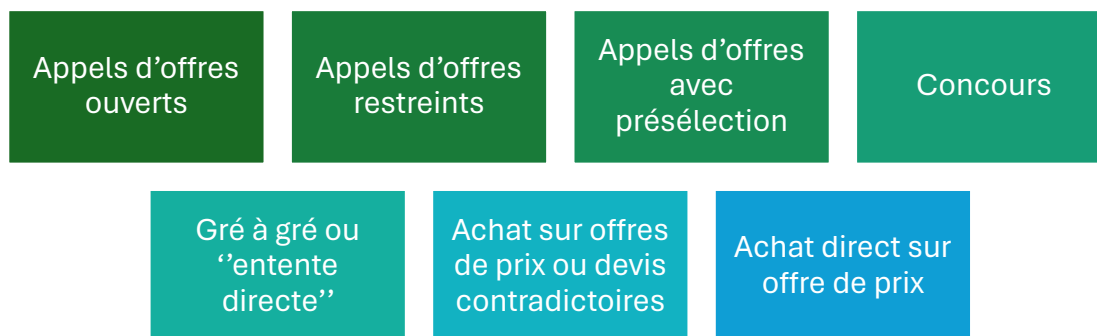 Appels d’offres
ouverts
Appels d’offres
restreints
Appels d’offres
avec
présélection
Concours
Gré à gré ou
‘’entente
directe’’
Achat sur offres
de prix ou devis
contradictoires
Achat direct sur
offre de prix